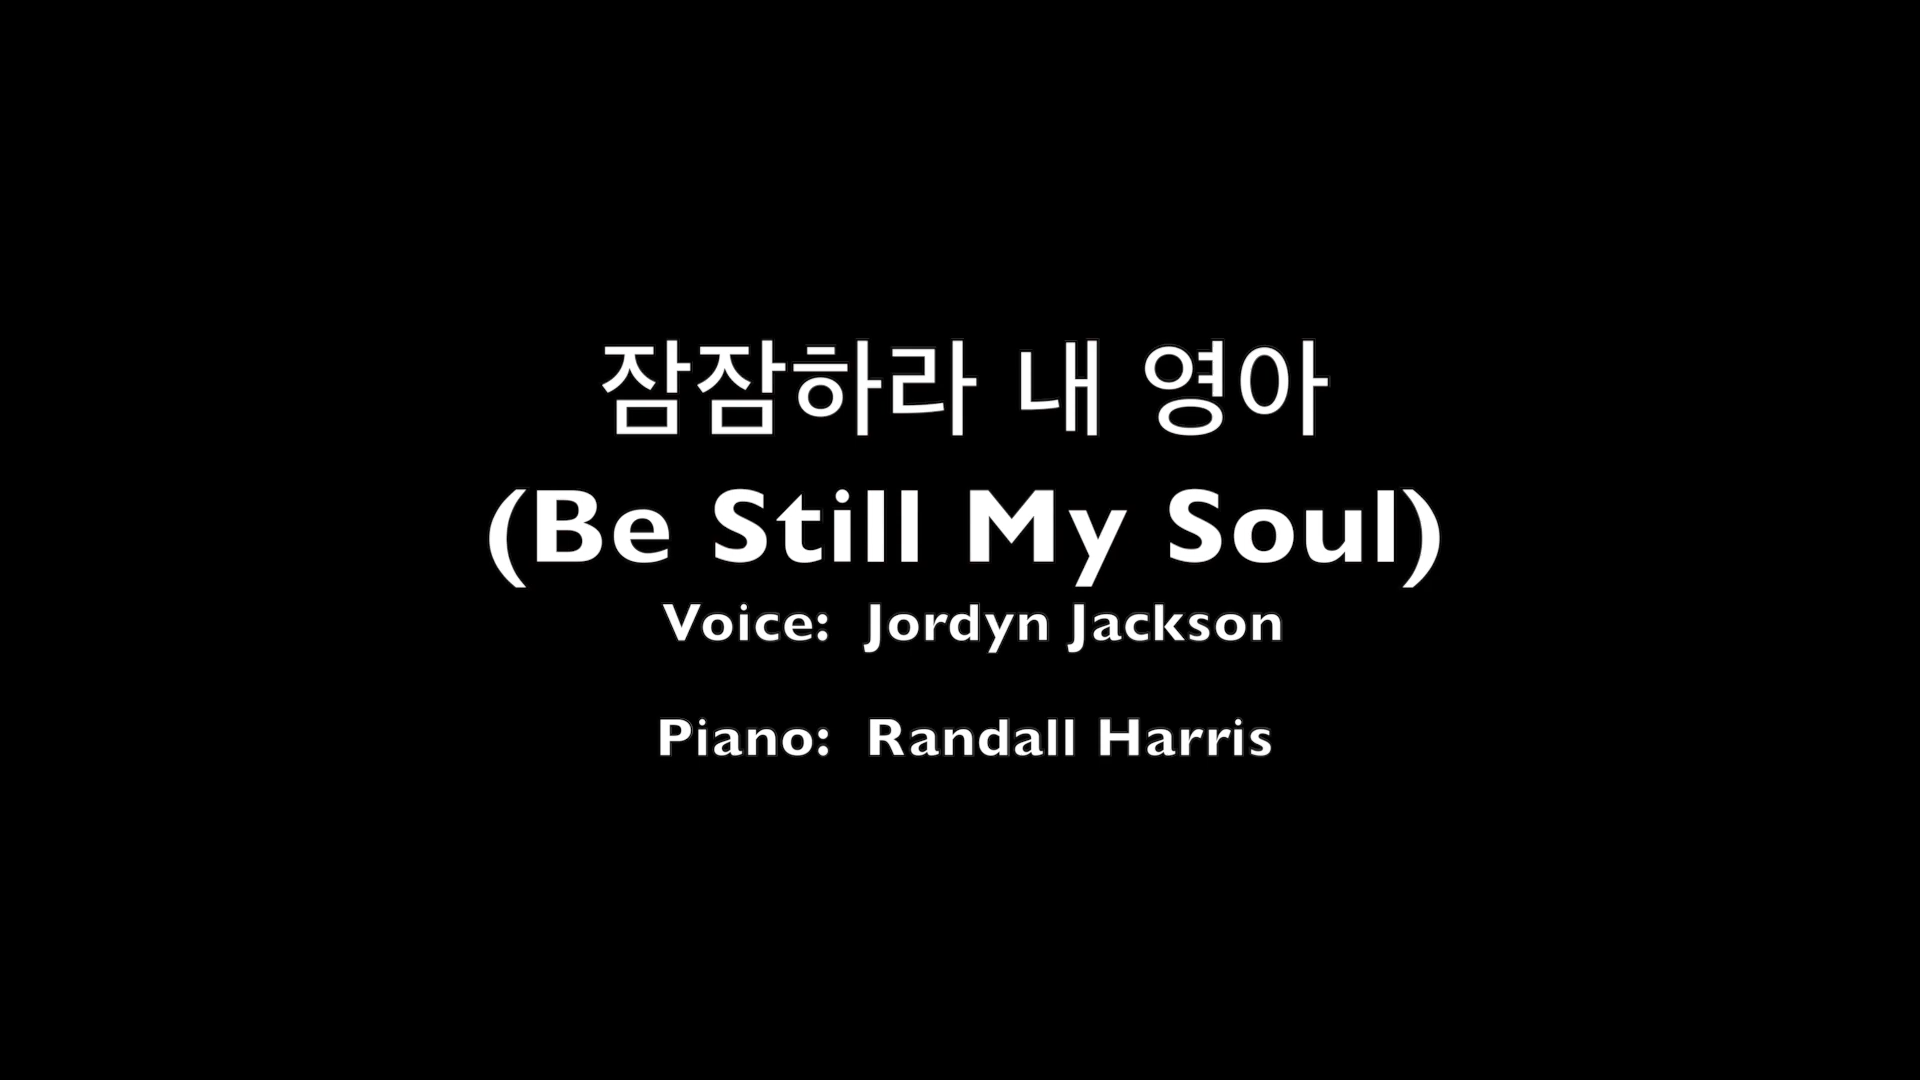 잠잠하라 내 영아
(Be Still My Soul)
Voice: Jordyn Jackson
Piano: Randall Harris